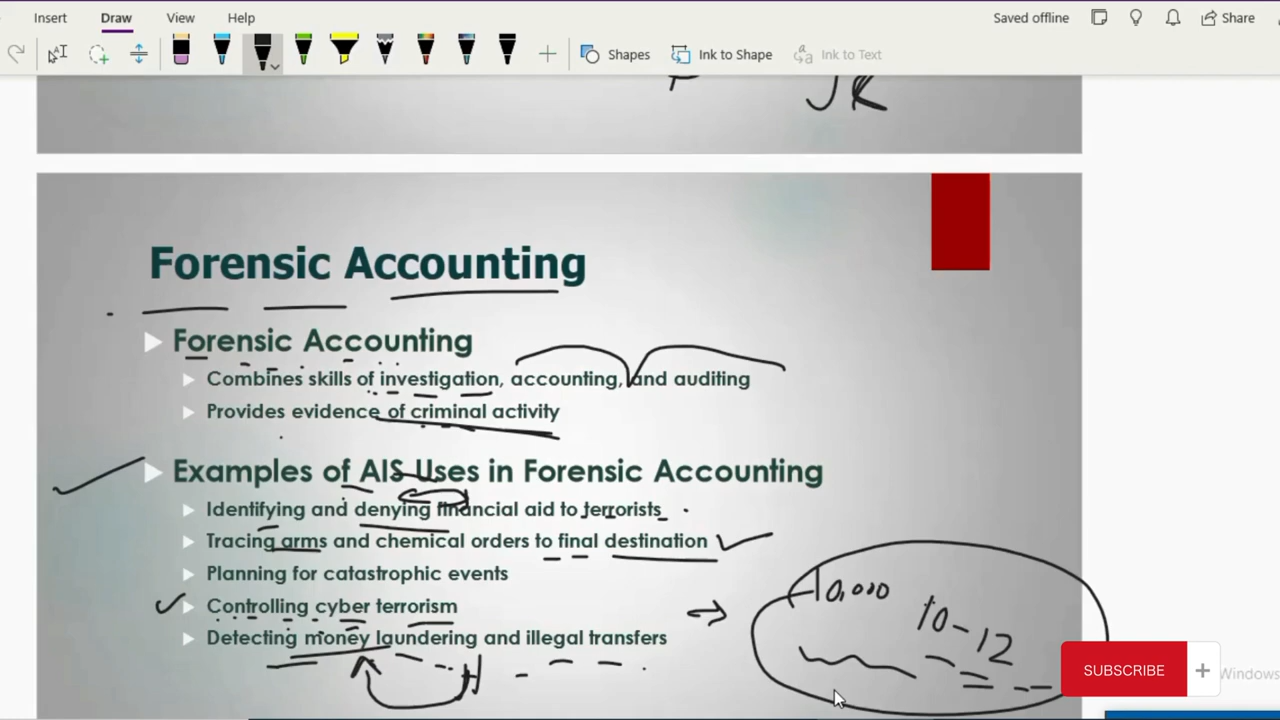 Insert Draw View Help Saved offline Share
Shapes Ink to Shape Ink to Text
JK
Forensic Accounting
Forensic Accounting
Combines skills of investigation, accounting, and auditing
Provides evidence of criminal activity
Examples of AIS Uses in Forensic Accounting
Identifying and denying financial aid to terrorists
Tracing arms and chemical orders to final destination
Planning for catastrophic events
Controlling cyber terrorism
Detecting money laundering and illegal transfers
10,000
10-12
SUBSCRIBE
Windows